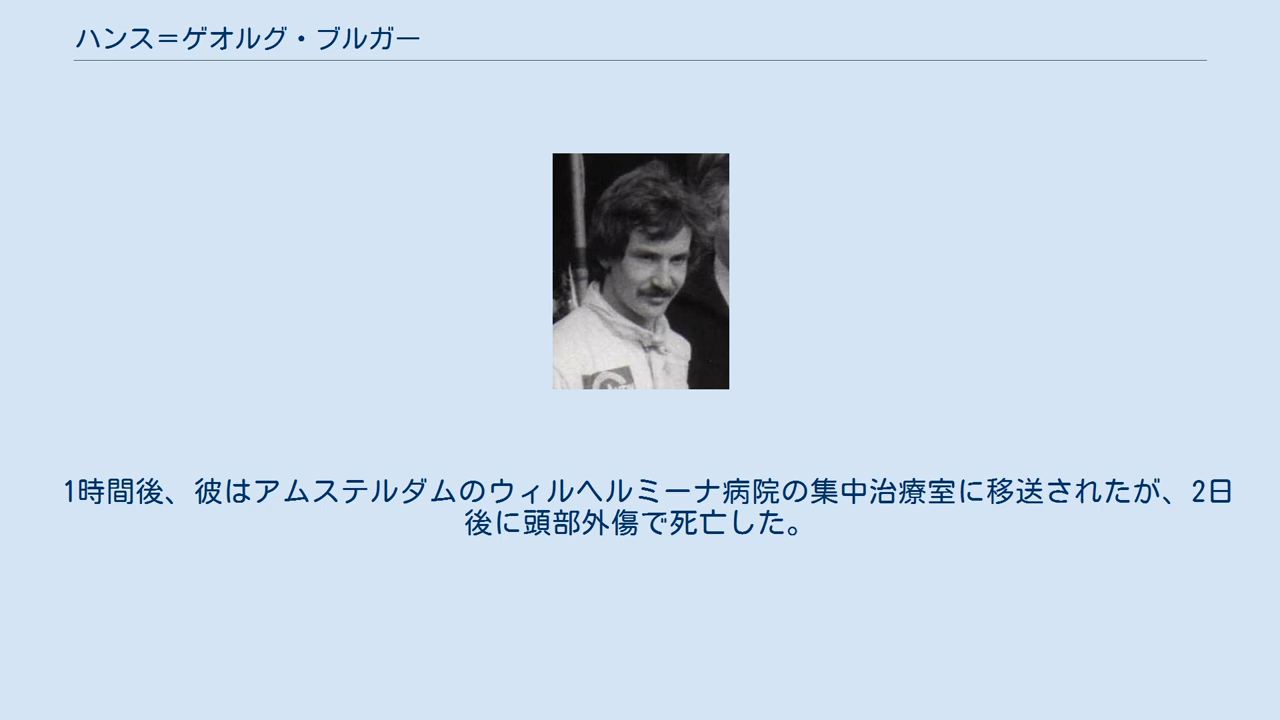 ハンス＝ゲオルグ・ブルガー
1時間後、彼はアムステルダムのウィルヘルミーナ病院の集中治療室に移送されたが、2日
後に頭部外傷で死亡した。